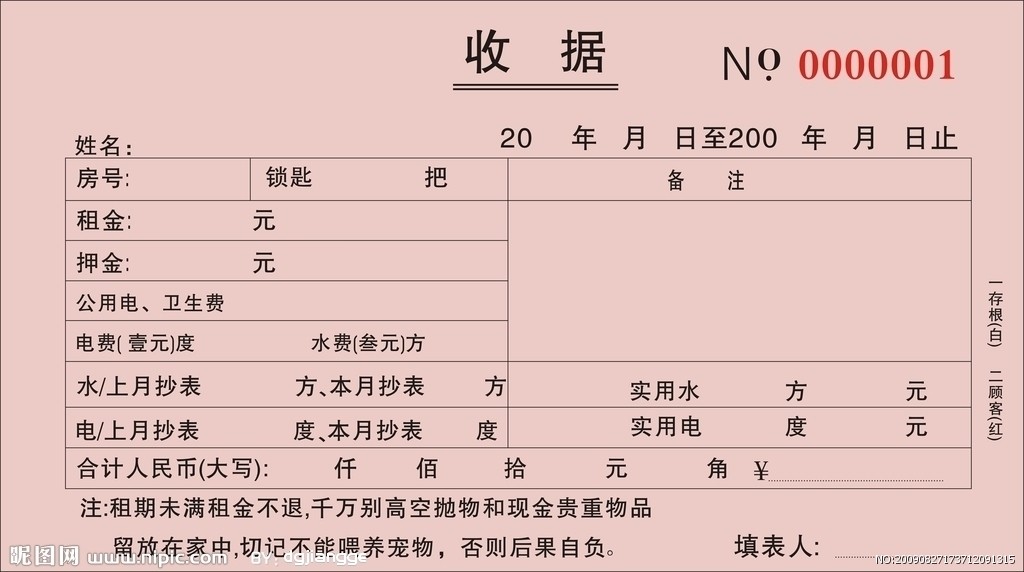 收 据
No. 0000001
姓名: 20 年 月 日至200 年 月 日止
房号: 锁匙 把 备 注
租金: 元
押金: 元
公用电、卫生费
电费( 壹元)度 水费(叁元)方
水/上月抄表 方、本月抄表 方 实用水 方 元
电/上月抄表 度、本月抄表 度 实用电 度 元
合计人民币(大写): 仟 佰 拾 元 角 ¥
注:租期未满租金不退,千万别高空抛物和现金贵重物品
留放在家中,切记不能喂养宠物，否则后果自负。 填表人:
一存根(白) 二顾客(红)
昵图网 www.nipic.com BY: dgjiangge
NO:20090827173712091315